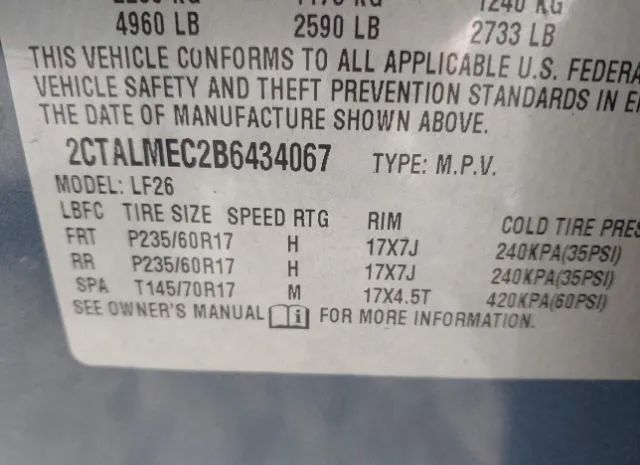 4960 LB 2590 LB 2733 LB
THIS VEHICLE CONFORMS TO ALL APPLICABLE U.S. FEDERA
VEHICLE SAFETY AND THEFT PREVENTION STANDARDS IN E
THE DATE OF MANUFACTURE SHOWN ABOVE.
2CTALMEC2B6434067 TYPE: M.P.V.
MODEL: LF26
LBFC TIRE SIZE SPEED RTG RIM COLD TIRE PRES
FRT P235/60R17 H 17X7J 240KPA(35PSI)
RR P235/60R17 H 17X7J 240KPA(35PSI)
SPA T145/70R17 M 17X4.5T 420KPA(60PSI)
SEE OWNER'S MANUAL i FOR MORE INFORMATION.